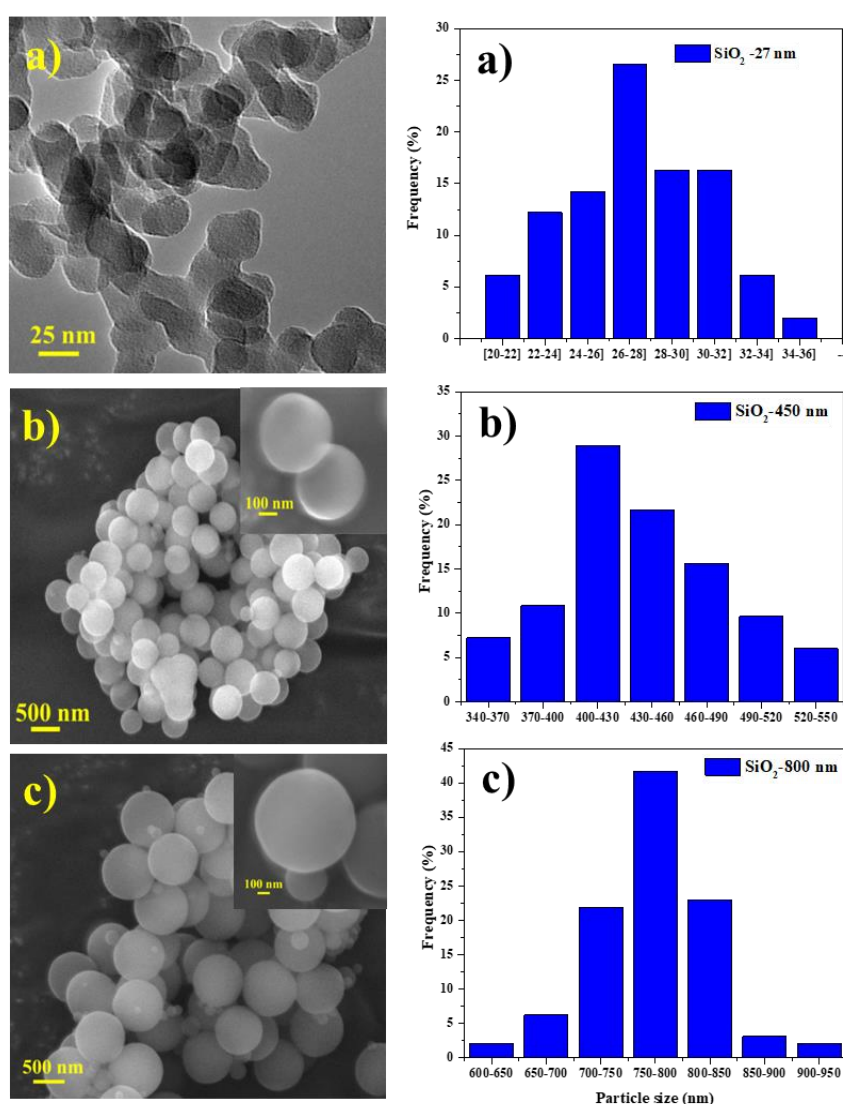 a)
25 nm
a)
SiO2 -27 nm
Frequency (%)
30
25
20
15
10
5
0
[20-22] 22-24] 24-26] 26-28] 28-30] 30-32] 32-34] 34-36]
b)
100 nm
500 nm
b)
SiO2-450 nm
Frequency (%)
35
30
25
20
15
10
5
0
340-370 370-400 400-430 430-460 460-490 490-520 520-550
c)
100 nm
500 nm
c)
SiO2-800 nm
Frequency (%)
45
40
35
30
25
20
15
10
5
0
600-650 650-700 700-750 750-800 800-850 850-900 900-950
Particle size (nm)